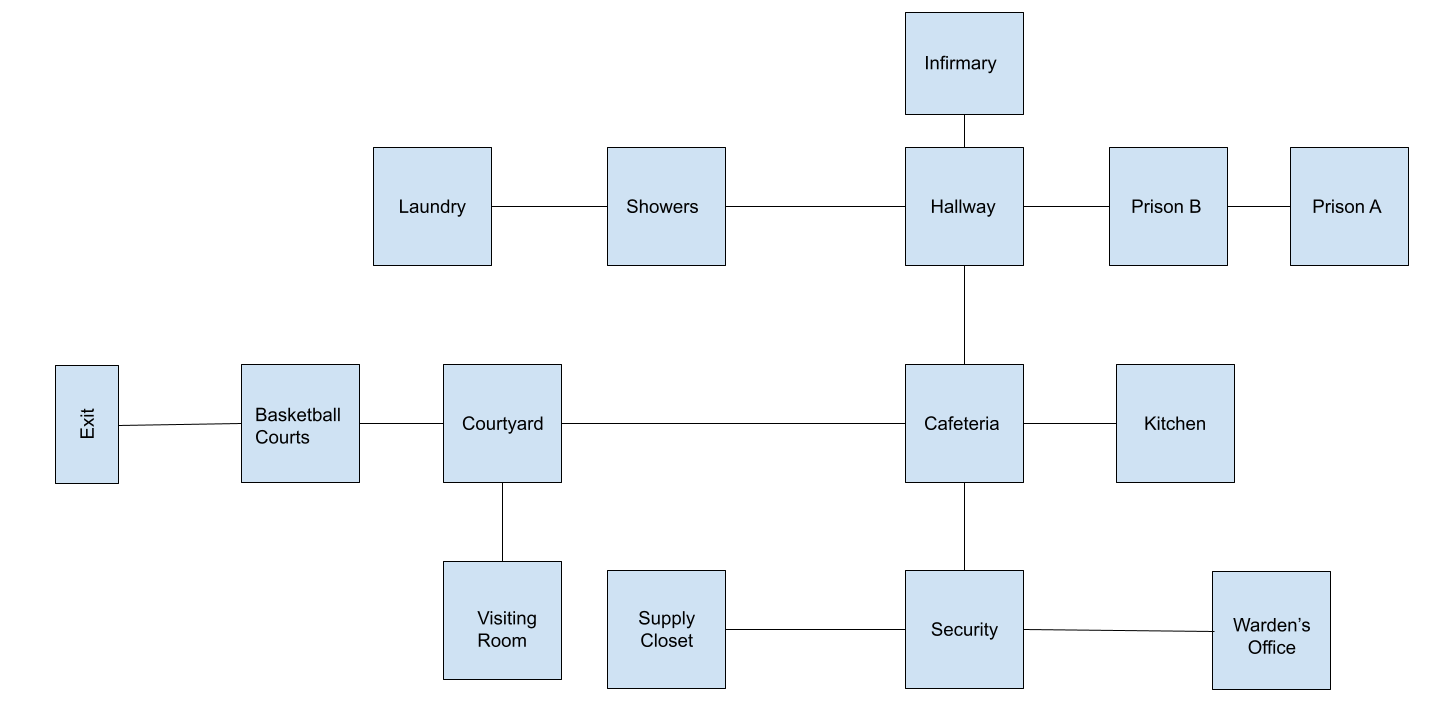 Infirmary
Laundry
Showers
Hallway
Prison B
Prison A
Exit
Basketball
Courts
Courtyard
Cafeteria
Kitchen
Visiting
Room
Supply
Closet
Security
Warden’s
Office